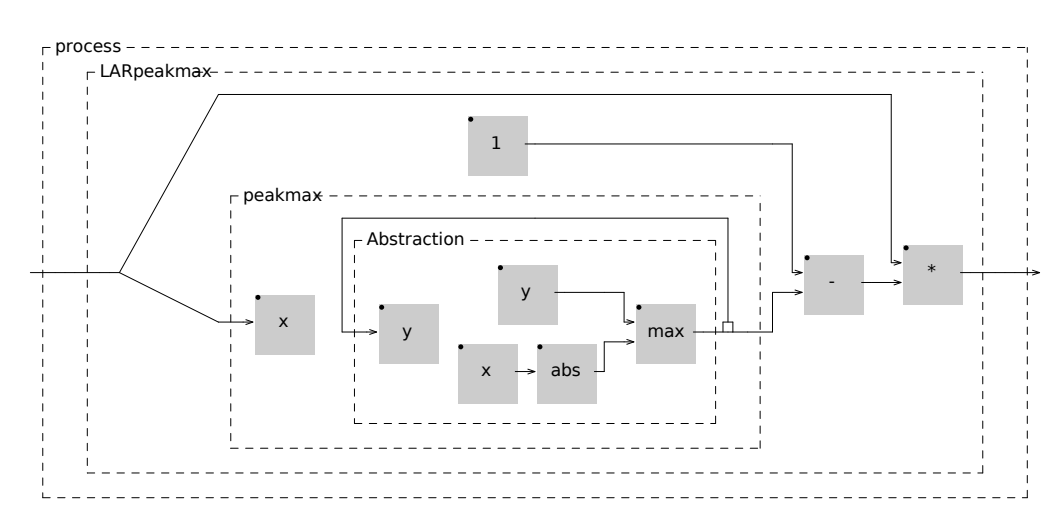 process
LARpeakmax
1
peakmax
Abstraction
*
-
y
x
y
max
x
abs